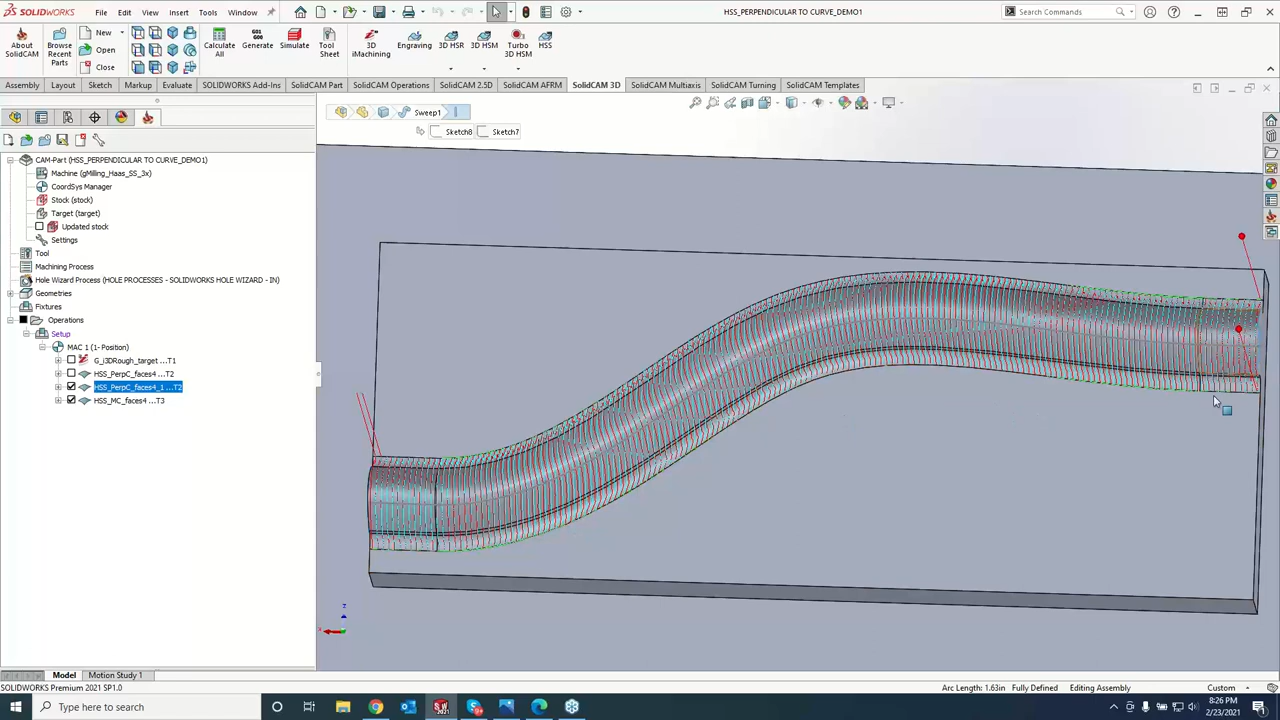 SOLIDWORKS File Edit View Insert Tools Window
HSS_PERPENDICULAR TO CURVE_DEMO1
Search Commands
About SolidCAM
Browse Recent Parts
New
Open
Close
Calculate All
Generate
Simulate
Tool Sheet
3D iMachining
Engraving
3D HSR
3D HSM
Turbo 3D HSM
HSS
Assembly Layout Sketch Markup Evaluate SOLIDWORKS Add-Ins SolidCAM Part SolidCAM Operations SolidCAM 2.5D SolidCAM AFRM SolidCAM 3D SolidCAM Multiaxis SolidCAM Turning SolidCAM Templates
Sweep1
Sketch8 Sketch7
CAM-Part (HSS_PERPENDICULAR TO CURVE_DEMO1)
Machine (gMilling_Haas_SS_3x)
CoordSys Manager
Stock (stock)
Target (target)
Updated stock
Settings
Tool
Machining Process
Hole Wizard Process (HOLE PROCESSES - SOLIDWORKS HOLE WIZARD - IN)
Geometries
Fixtures
Operations
Setup
MAC 1 (1- Position)
G_i3DRough_target ...T1
HSS_PerpC_faces4 ...T2
HSS_PerpC_faces4_1 ...T2
HSS_MC_faces4 ...T3
Model Motion Study 1
SOLIDWORKS Premium 2021 SP1.0
Arc Length: 1.63in Fully Defined Editing Assembly Custom
Type here to search
8:26 PM
2/23/2021